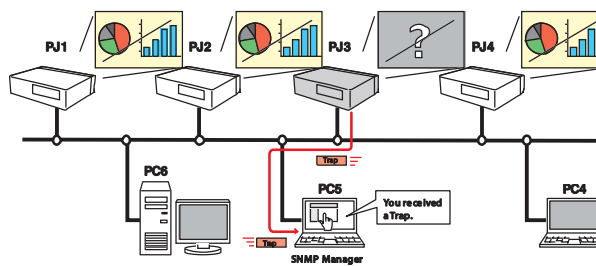 PJ1
PJ2
PJ3
?
PJ4
Trap
PC6
PC5
You received
a Trap.
PC4
Trap
SNMP Manager